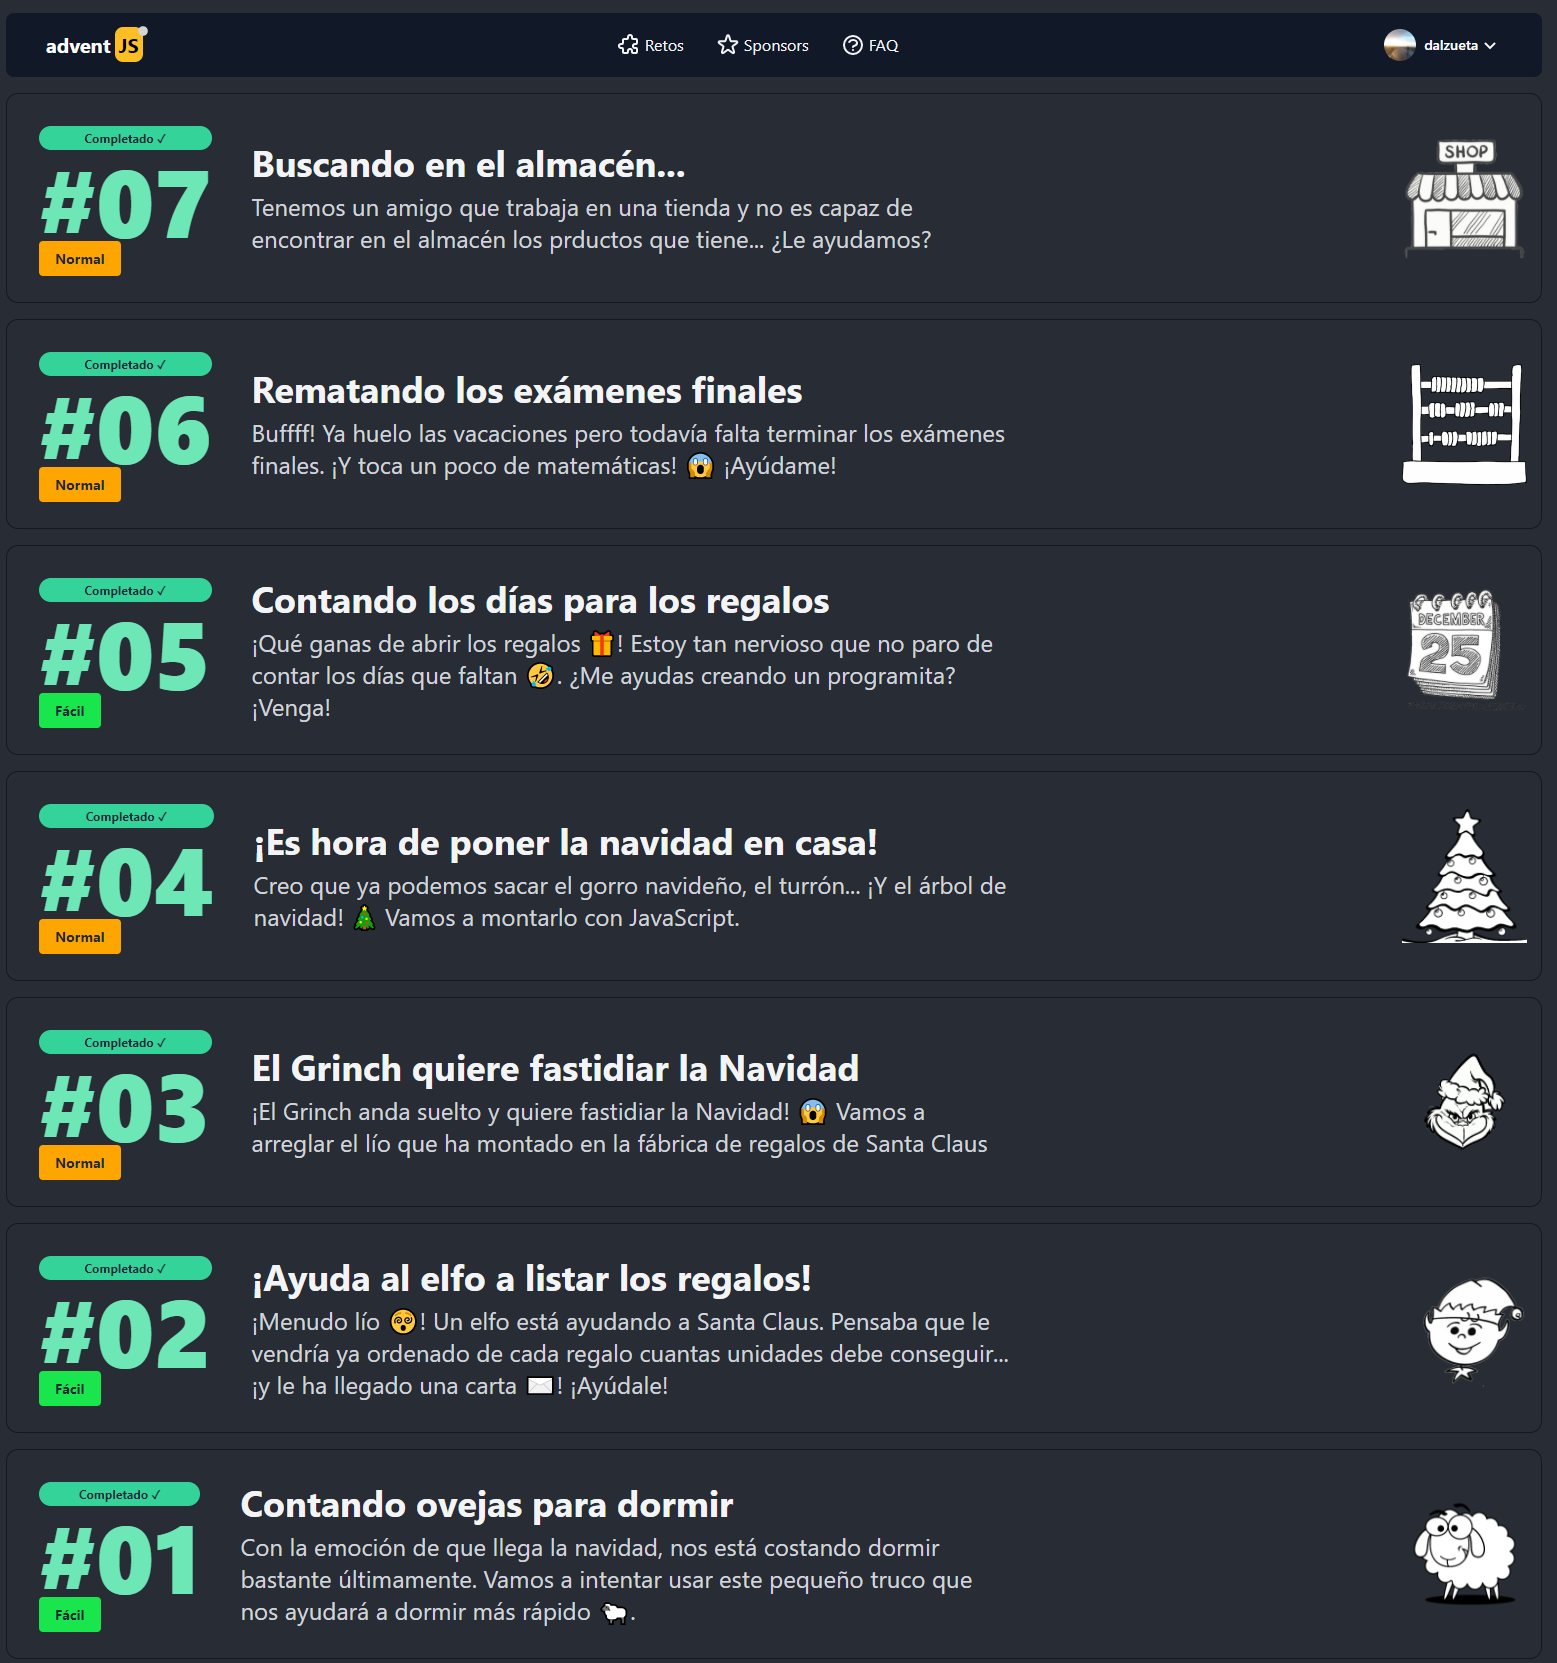 advent JS
Retos
Sponsors
FAQ
dalzueta
Completado ✓
#07
Normal
Buscando en el almacén...
Tenemos un amigo que trabaja en una tienda y no es capaz de
encontrar en el almacén los prductos que tiene... ¿Le ayudamos?
SHOP
Completado ✓
#06
Normal
Rematando los exámenes finales
Buffff! Ya huelo las vacaciones pero todavía falta terminar los exámenes
finales. ¡Y toca un poco de matemáticas! 😱 ¡Ayúdame!
Completado ✓
#05
Fácil
Contando los días para los regalos
¡Qué ganas de abrir los regalos 🎁! Estoy tan nervioso que no paro de
contar los días que faltan 🤣. ¿Me ayudas creando un programita?
¡Venga!
DECEMBER
25
Completado ✓
#04
Normal
¡Es hora de poner la navidad en casa!
Creo que ya podemos sacar el gorro navideño, el turrón... ¡Y el árbol de
navidad! 🎄 Vamos a montarlo con JavaScript.
Completado ✓
#03
Normal
El Grinch quiere fastidiar la Navidad
¡El Grinch anda suelto y quiere fastidiar la Navidad! 😱 Vamos a
arreglar el lío que ha montado en la fábrica de regalos de Santa Claus
Completado ✓
#02
Fácil
¡Ayuda al elfo a listar los regalos!
¡Menudo lío 😵! Un elfo está ayudando a Santa Claus. Pensaba que le
vendría ya ordenado de cada regalo cuantas unidades debe conseguir...
¡y le ha llegado una carta ✉️! ¡Ayúdale!
Completado ✓
#01
Fácil
Contando ovejas para dormir
Con la emoción de que llega la navidad, nos está costando dormir
bastante últimamente. Vamos a intentar usar este pequeño truco que
nos ayudará a dormir más rápido 🐑.